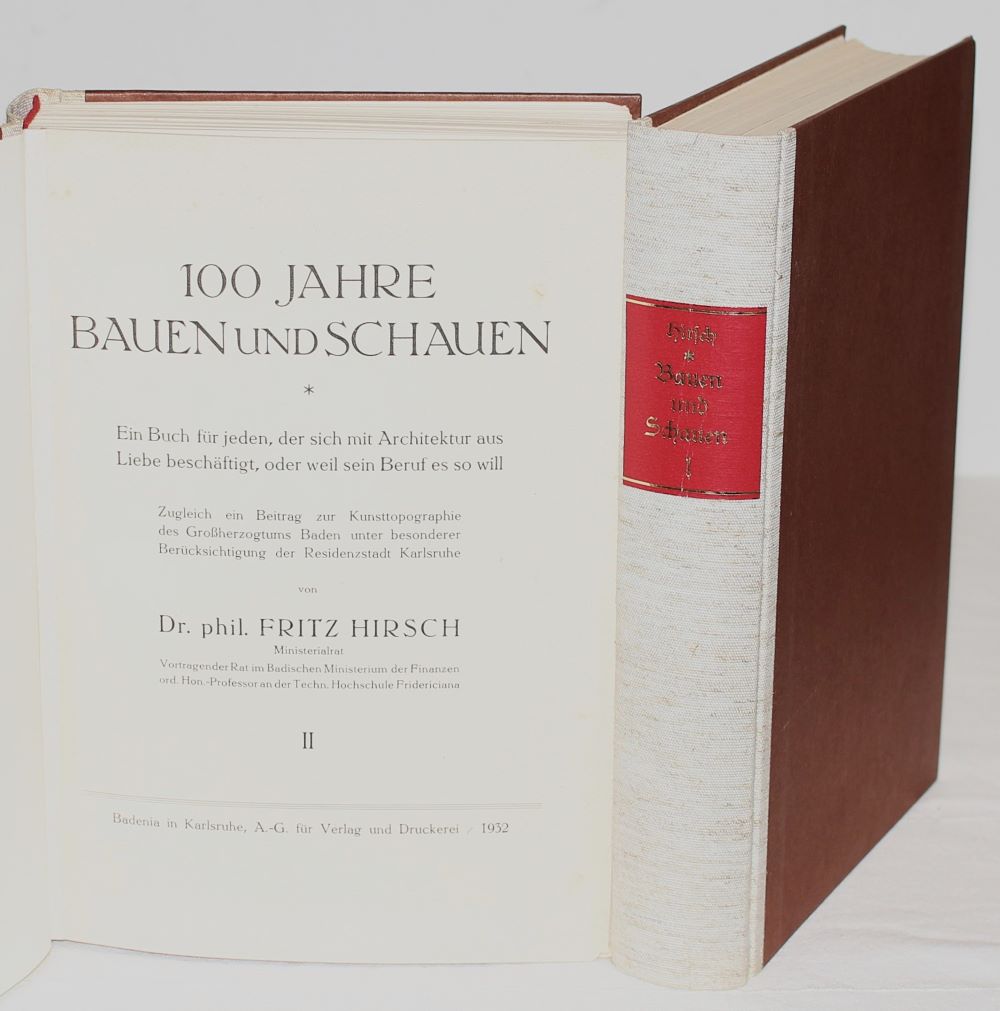 100 JAHRE
BAUEN UND SCHAUEN
*
Ein Buch für jeden, der sich mit Architektur aus
Liebe beschäftigt, oder weil sein Beruf es so will
Zugleich ein Beitrag zur Kunsttopographie
des Großherzogtums Baden unter besonderer
Berücksichtigung der Residenzstadt Karlsruhe
von
Dr. phil. FRITZ HIRSCH
Ministerialrat
Vortragender Rat im Badischen Ministerium der Finanzen
ord. Hon.-Professor an der Techn. Hochschule Fridericiana
II
Badenia in Karlsruhe, A.-G. für Verlag und Druckerei / 1932
Hirsch
*
Bauen
und
Schauen
I